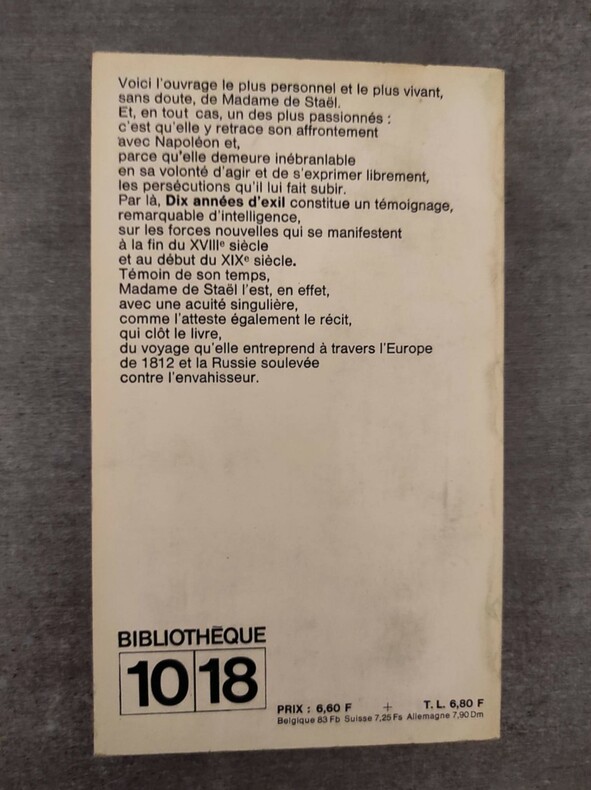 Voici l'ouvrage le plus personnel et le plus vivant,
sans doute, de Madame de Staël.
Et, en tout cas, un des plus passionnés :
c'est qu'elle y retrace son affrontement
avec Napoléon et,
parce qu'elle demeure inébranlable
en sa volonté d'agir et de s'exprimer librement,
les persécutions qu'il lui fait subir.
Par là, Dix années d'exil constitue un témoignage,
remarquable d'intelligence,
sur les forces nouvelles qui se manifestent
à la fin du XVIIIe siècle
et au début du XIXe siècle.
Témoin de son temps,
Madame de Staël l'est, en effet,
avec une acuité singulière,
comme l'atteste également le récit,
qui clôt le livre,
du voyage qu'elle entreprend à travers l'Europe
de 1812 et la Russie soulevée
contre l'envahisseur.
BIBLIOTHÈQUE
10 18
PRIX : 6,60 F + T. L. 6,80 F
Belgique 83 Fb Suisse 7,25 Fs Allemagne 7,90 Dm